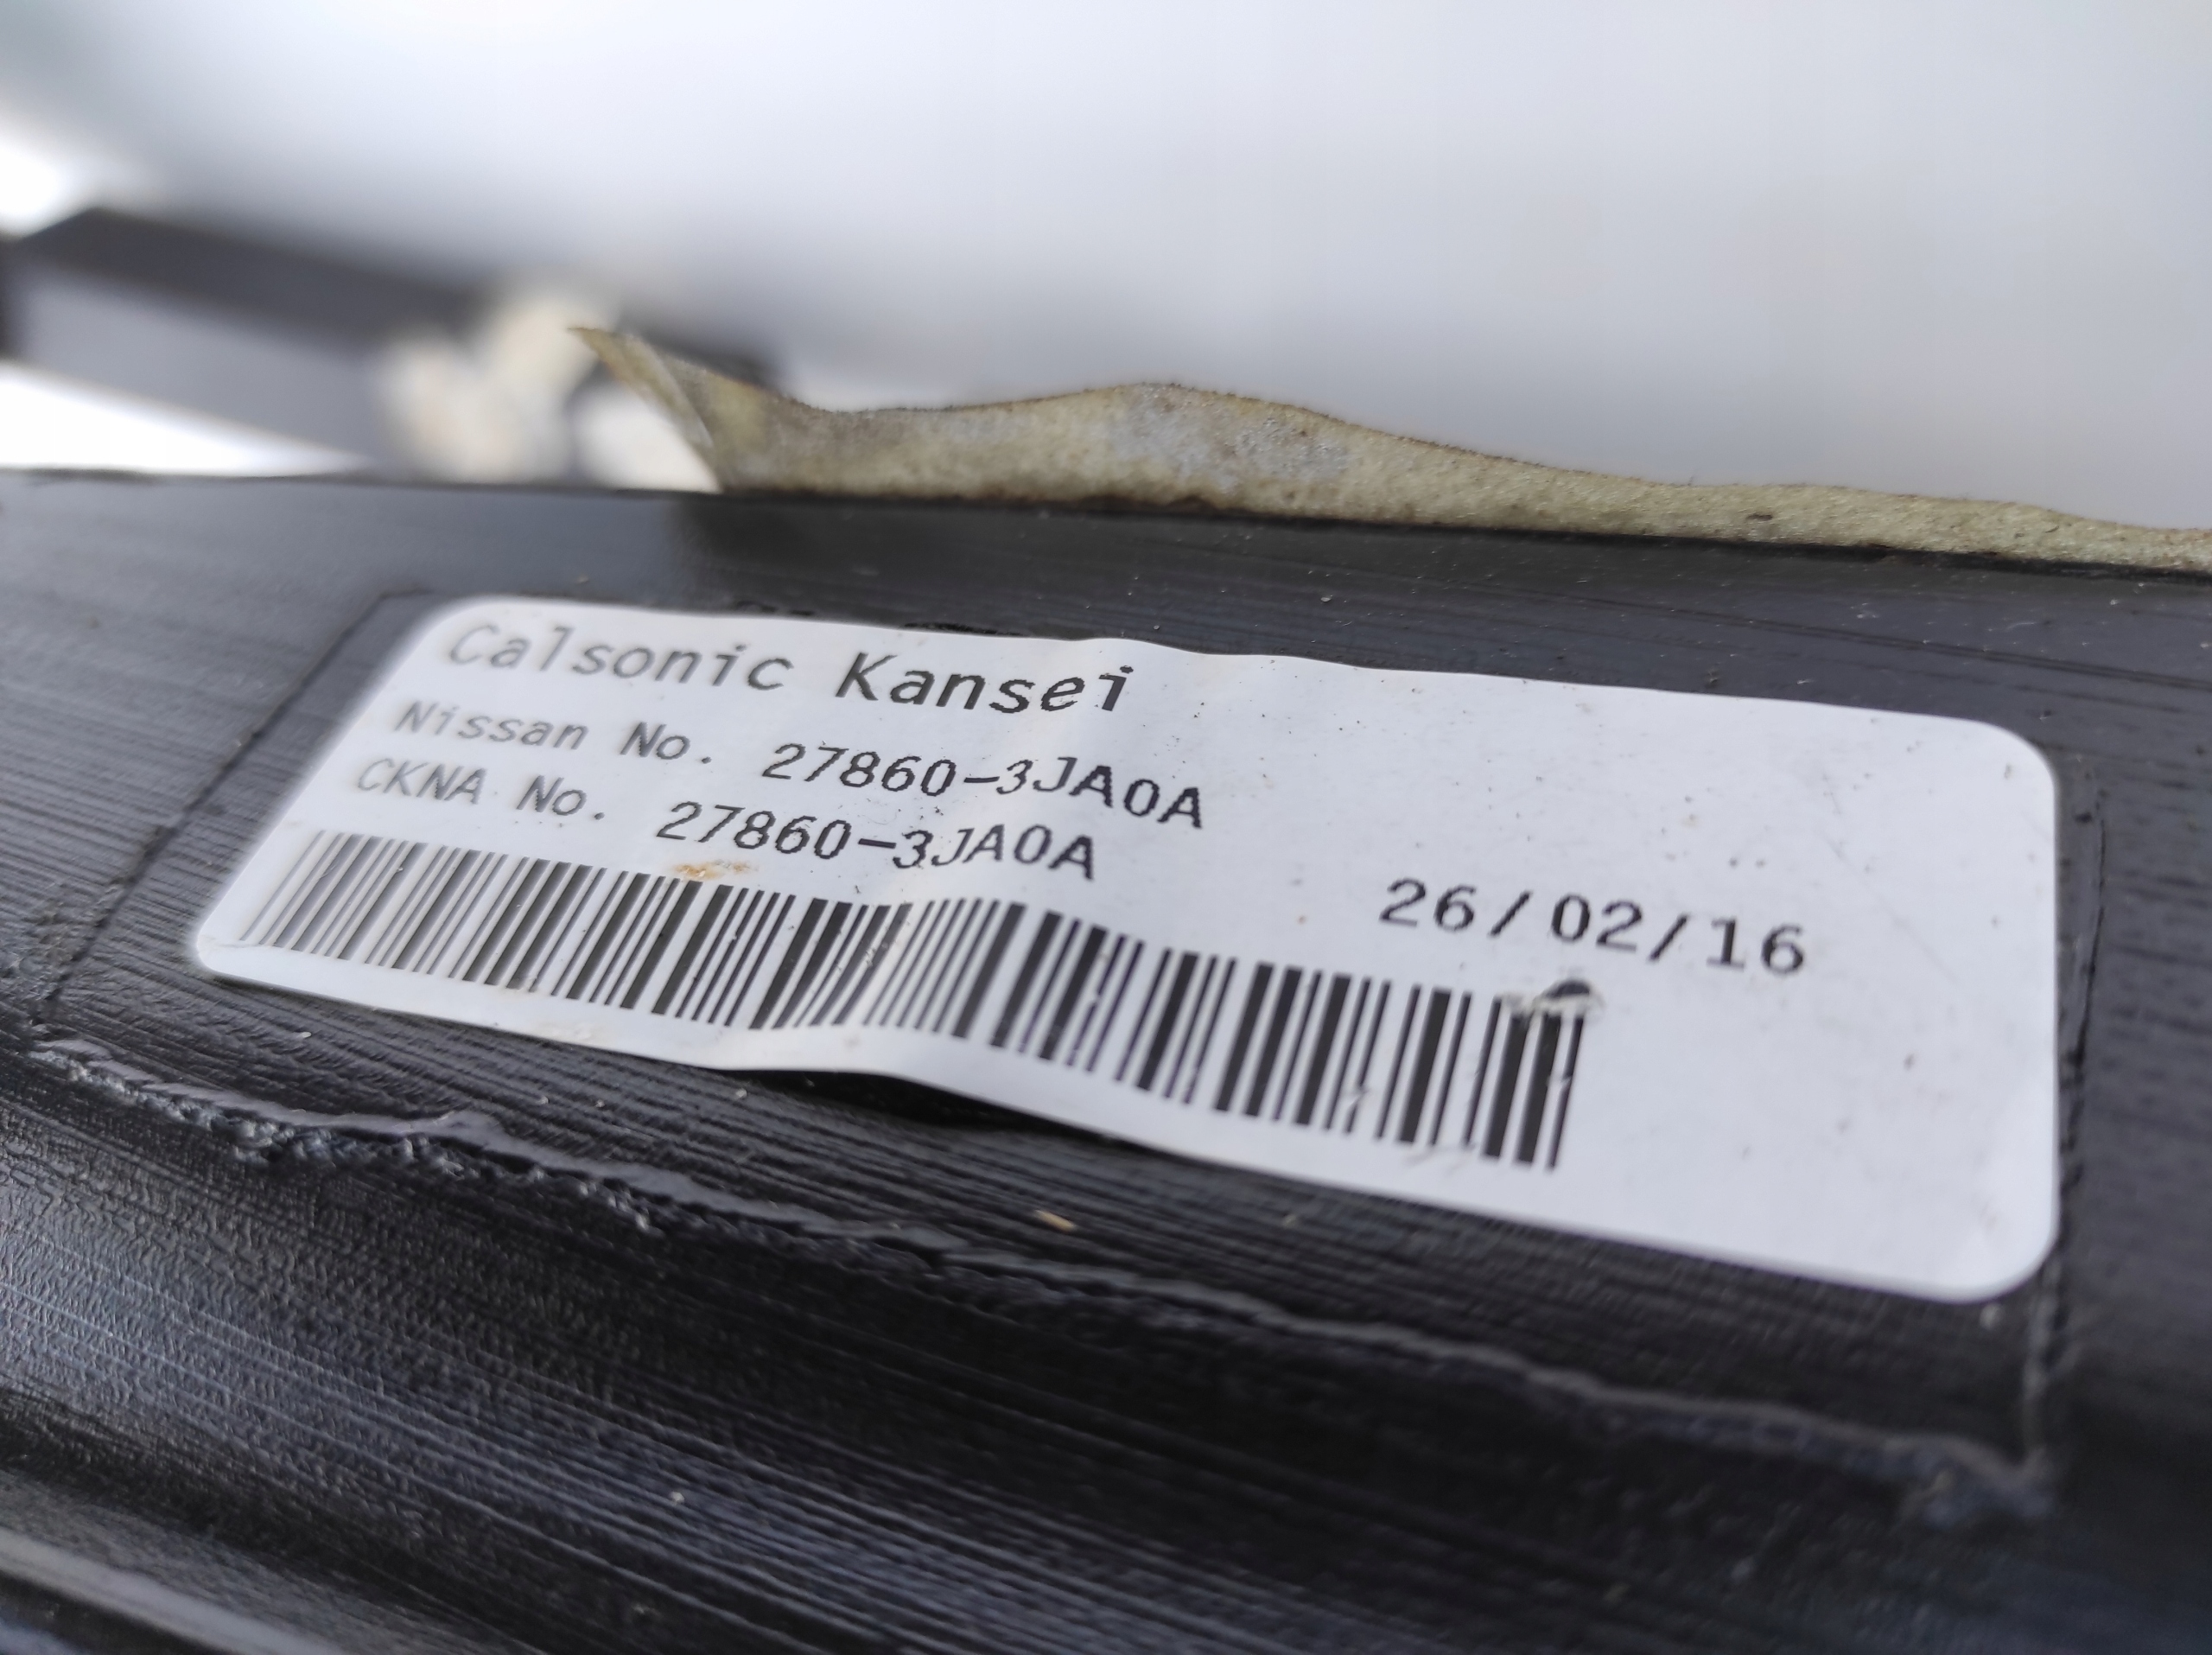 Calsonic Kansei
Nissan No. 27860-3JA0A
CKNA No. 27860-3JA0A
26/02/16